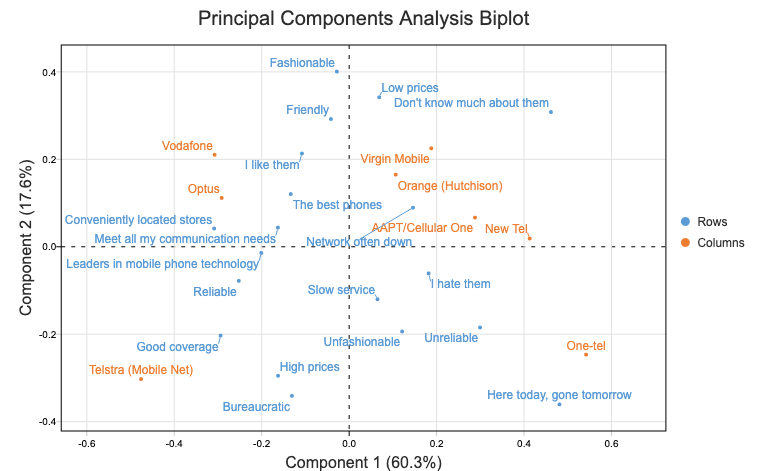 Principal Components Analysis Biplot
Fashionable
0.4
Low prices
Don't know much about them
Friendly
Vodafone
I like them
Virgin Mobile
0.2
Optus
Orange (Hutchison)
The best phones
Conveniently located stores
AAPT/Cellular One
New Tel
Rows
Meet all my communication needs
Network often down
Columns
0.0
Leaders in mobile phone technology
Reliable
Slow service
I hate them
-0.2
Good coverage
Unfashionable
Unreliable
One-tel
Telstra (Mobile Net)
High prices
Here today, gone tomorrow
Bureaucratic
-0.4
-0.6 -0.4 -0.2 0.0 0.2 0.4 0.6
Component 1 (60.3%)
Component 2 (17.6%)